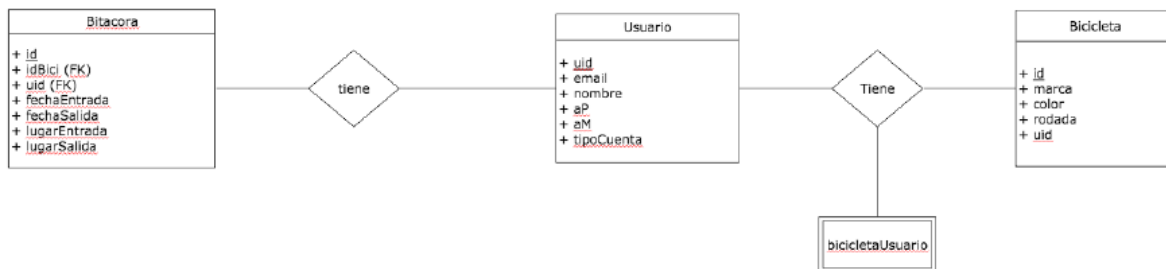 Bitacora
+ id
+ idBici (FK)
+ uid (FK)
+ fechaEntrada
+ fechaSalida
+ lugarEntrada
+ lugarSalida
tiene
Usuario
+ uid
+ email
+ nombre
+ aP
+ aM
+ tipoCuenta
Tiene
Bicicleta
+ id
+ marca
+ color
+ rodada
+ uid
bicicletaUsuario